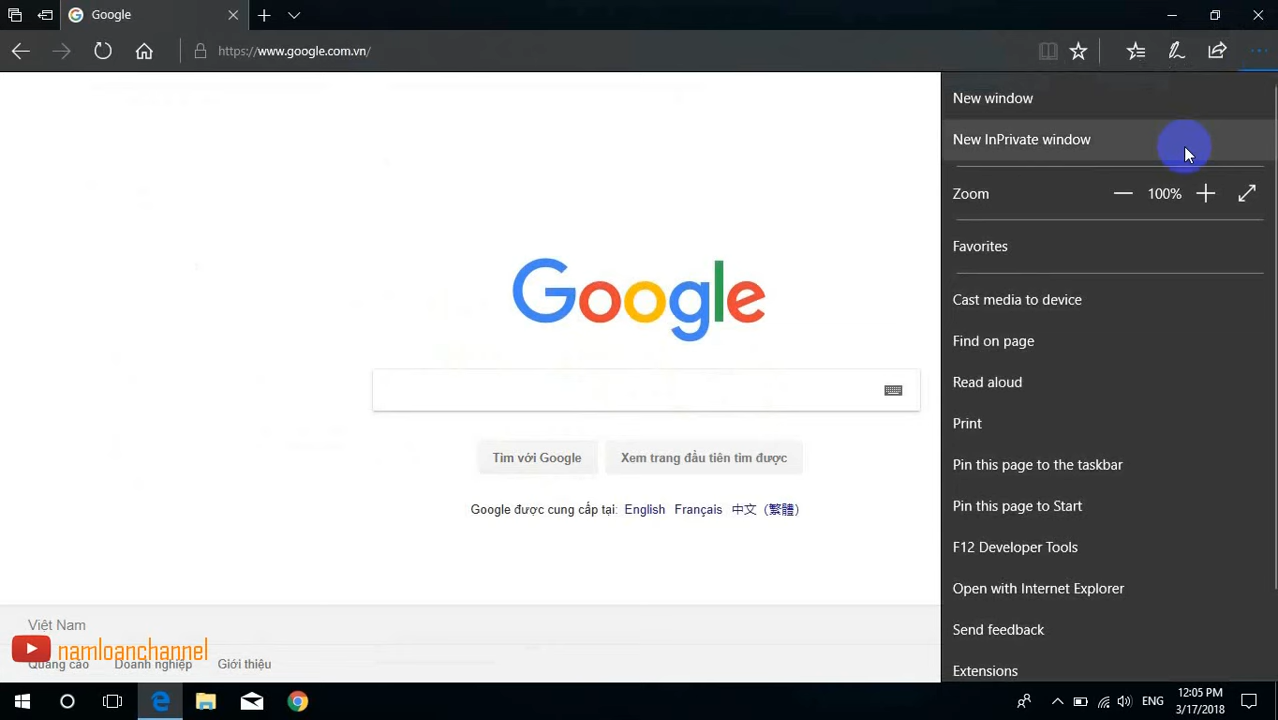 Google
https://www.google.com.vn/
New window
New InPrivate window
Zoom 100%
Favorites
Cast media to device
Find on page
Read aloud
Print
Pin this page to the taskbar
Pin this page to Start
F12 Developer Tools
Open with Internet Explorer
Send feedback
Extensions
Google
Tìm với Google
Xem trang đầu tiên tìm được
Google được cung cấp tại: English Français 中文（繁體）
Việt Nam
namloanchannel
Quảng cáo Doanh nghiệp Giới thiệu
ENG
12:05 PM
3/17/2018